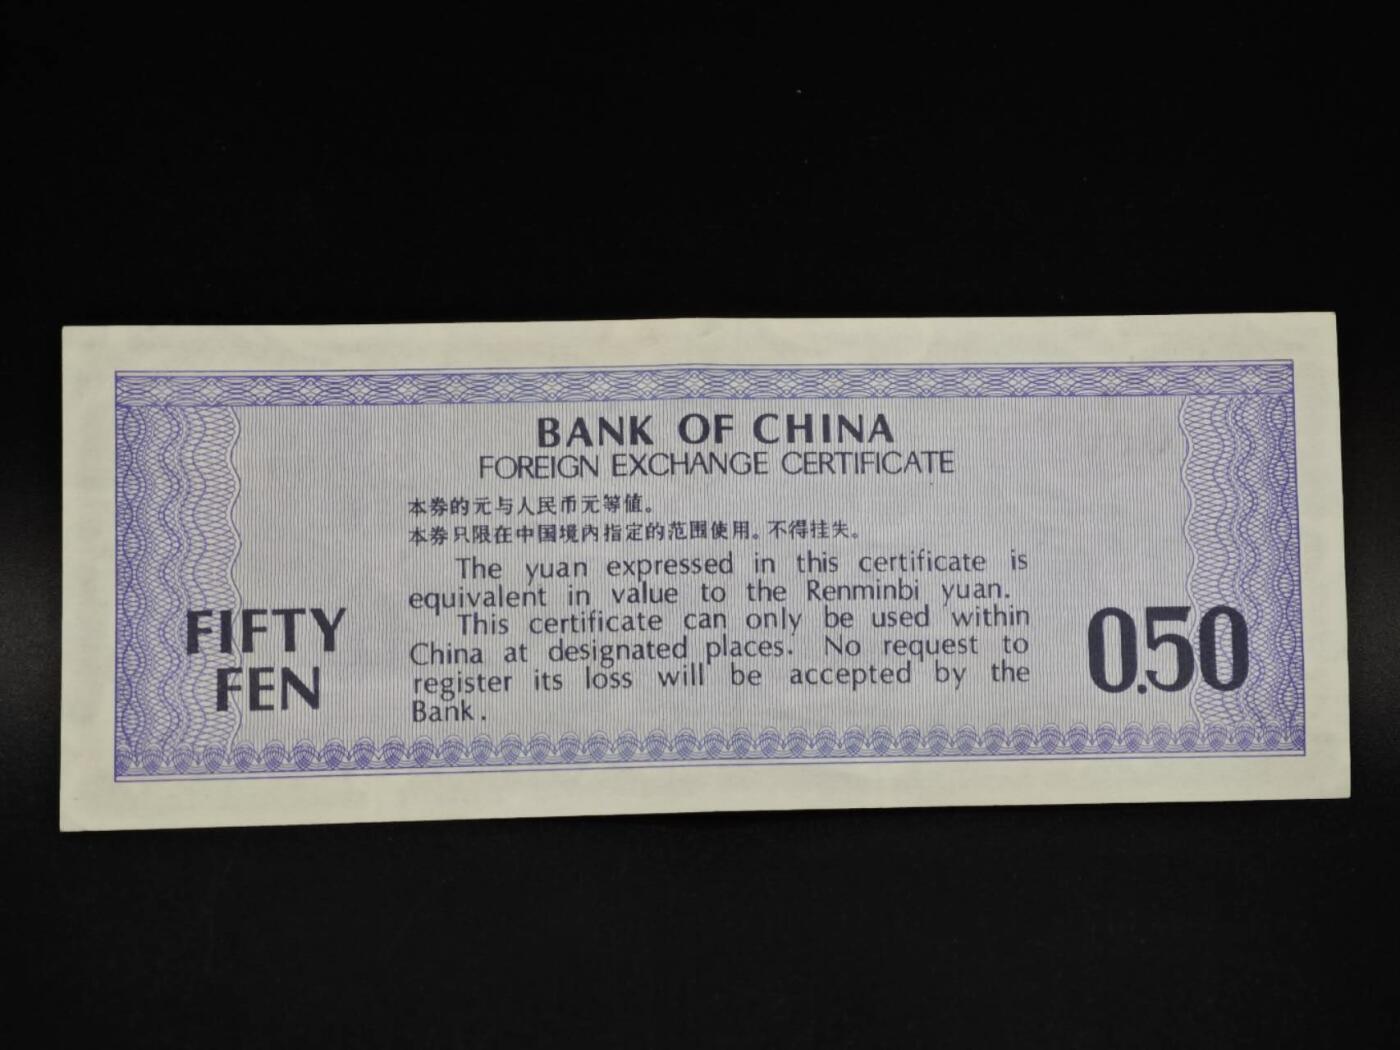 BANK OF CHINA
FOREIGN EXCHANGE CERTIFICATE
本券的元与人民币元等值。
本券只限在中国境内指定的范围使用。不得挂失。
The yuan expressed in this certificate is
equivalent in value to the Renminbi yuan.
This certificate can only be used within
China at designated places. No request to
register its loss will be accepted by the
Bank.
FIFTY
FEN
0.50